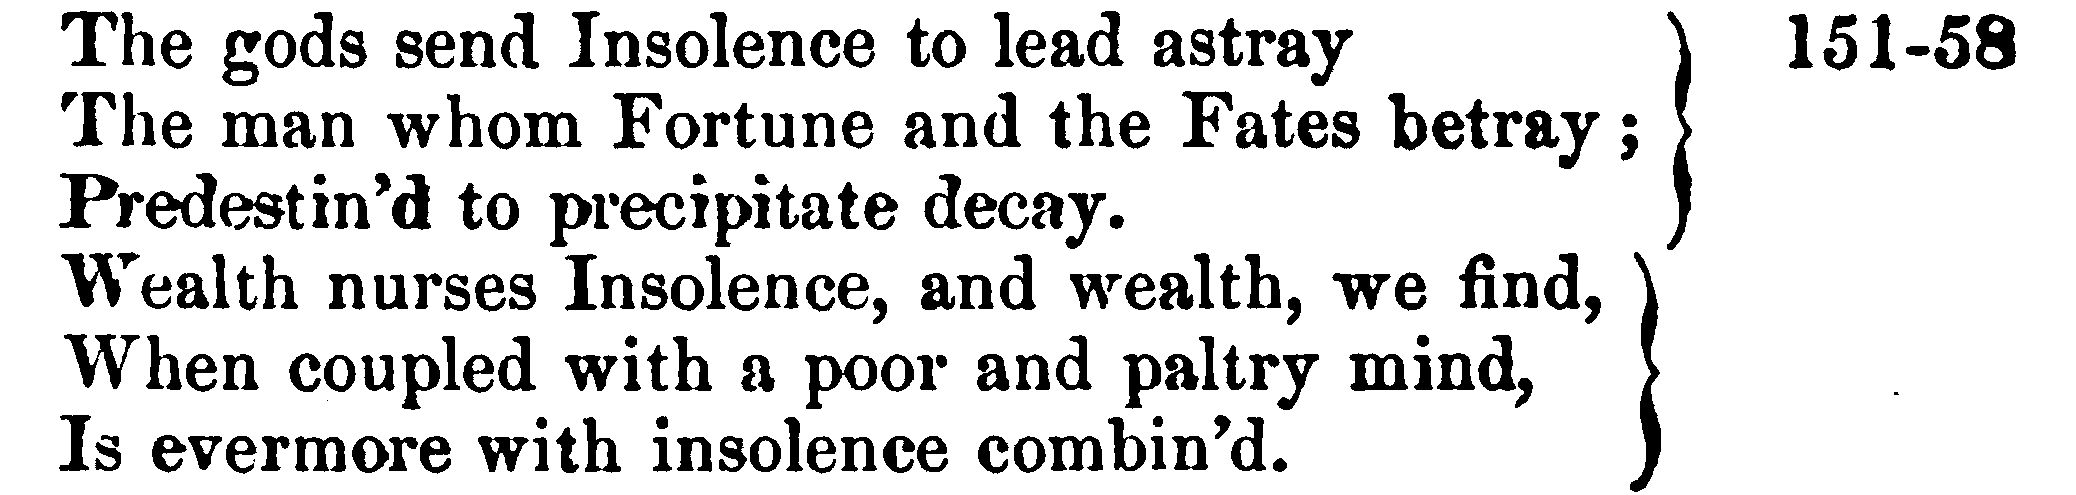 The gods send Insolence to lead astray 151-58
The man whom Fortune and the Fates betray ;
Predestin’d to precipitate decay.
Wealth nurses Insolence, and wealth, we find,
When coupled with a poor and paltry mind,
Is evermore with insolence combin’d.